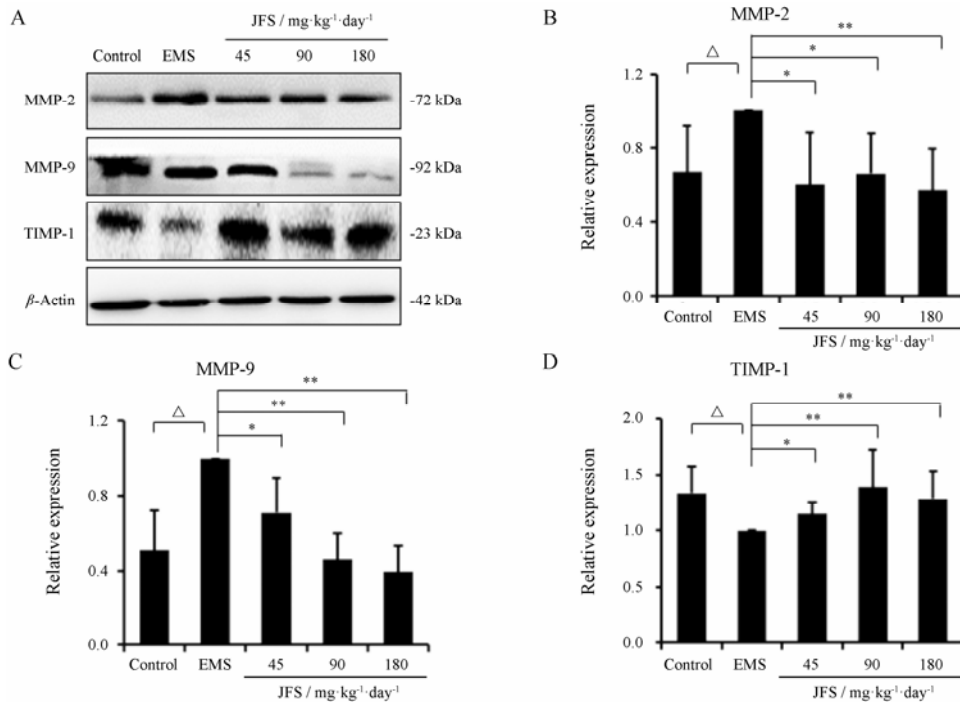 A
JFS / mg·kg⁻¹·day⁻¹
Control EMS 45 90 180
MMP-2 -72 kDa
MMP-9 -92 kDa
TIMP-1 -23 kDa
β-Actin -42 kDa
B
MMP-2
**
*
△
*
1.2
0.8
0.4
0.0
Relative expression
Control EMS 45 90 180
JFS / mg·kg⁻¹·day⁻¹
C
MMP-9
**
**
△
*
1.2
0.8
0.4
0.0
Relative expression
Control EMS 45 90 180
JFS / mg·kg⁻¹·day⁻¹
D
TIMP-1
**
**
△
*
2.0
1.5
1.0
0.5
0.0
Relative expression
Control EMS 45 90 180
JFS / mg·kg⁻¹·day⁻¹